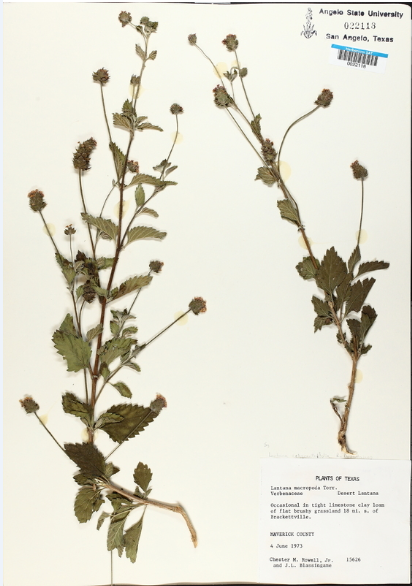 Angelo State University
022113
San Angelo, Texas
PLANTS OF TEXAS
Lantana macropoda Torr.
Verbenaceae Desert Lantana
Occasional in tight limestone clay loam
of flat brushy grassland 18 mi. s. of
Brackettville.
MAVERICK COUNTY
4 June 1973
Chester M. Rowell, Jr. 13626
and J.L. Blassingame